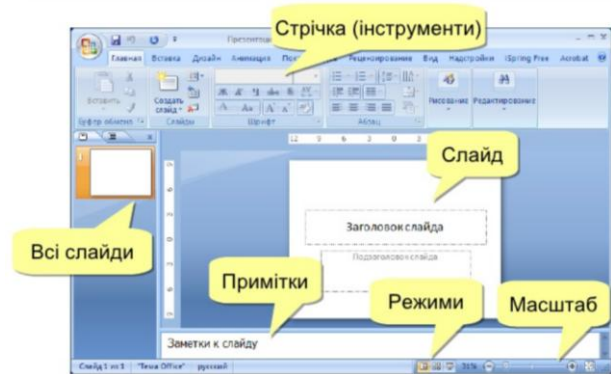 Стрічка (інструменти)
Презентация
Главная Вставка Дизайн Анимация Рецензирование Вид Надстройки iSpring Free Acrobat
Вставить Создать слайд Рисование Редактирование
Буфер обмена Слайды Шрифт Абзац
Слайд
Заголовок слайда
Подзаголовок слайда
Всі слайди
Примітки
Режими
Масштаб
Заметки к слайду
Слайд 1 из 1 "Тема Office" русский 31%